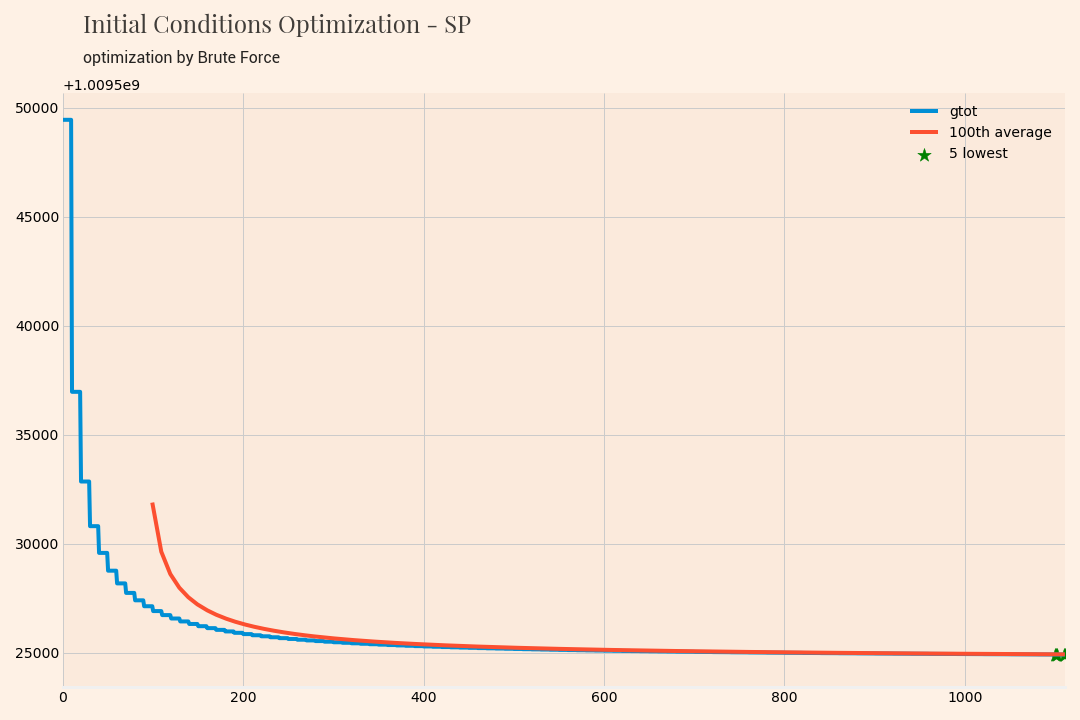 Initial Conditions Optimization - SP
optimization by Brute Force
+1.0095e9
50000
45000
40000
35000
30000
25000
gtot
100th average
5 lowest
0 200 400 600 800 1000